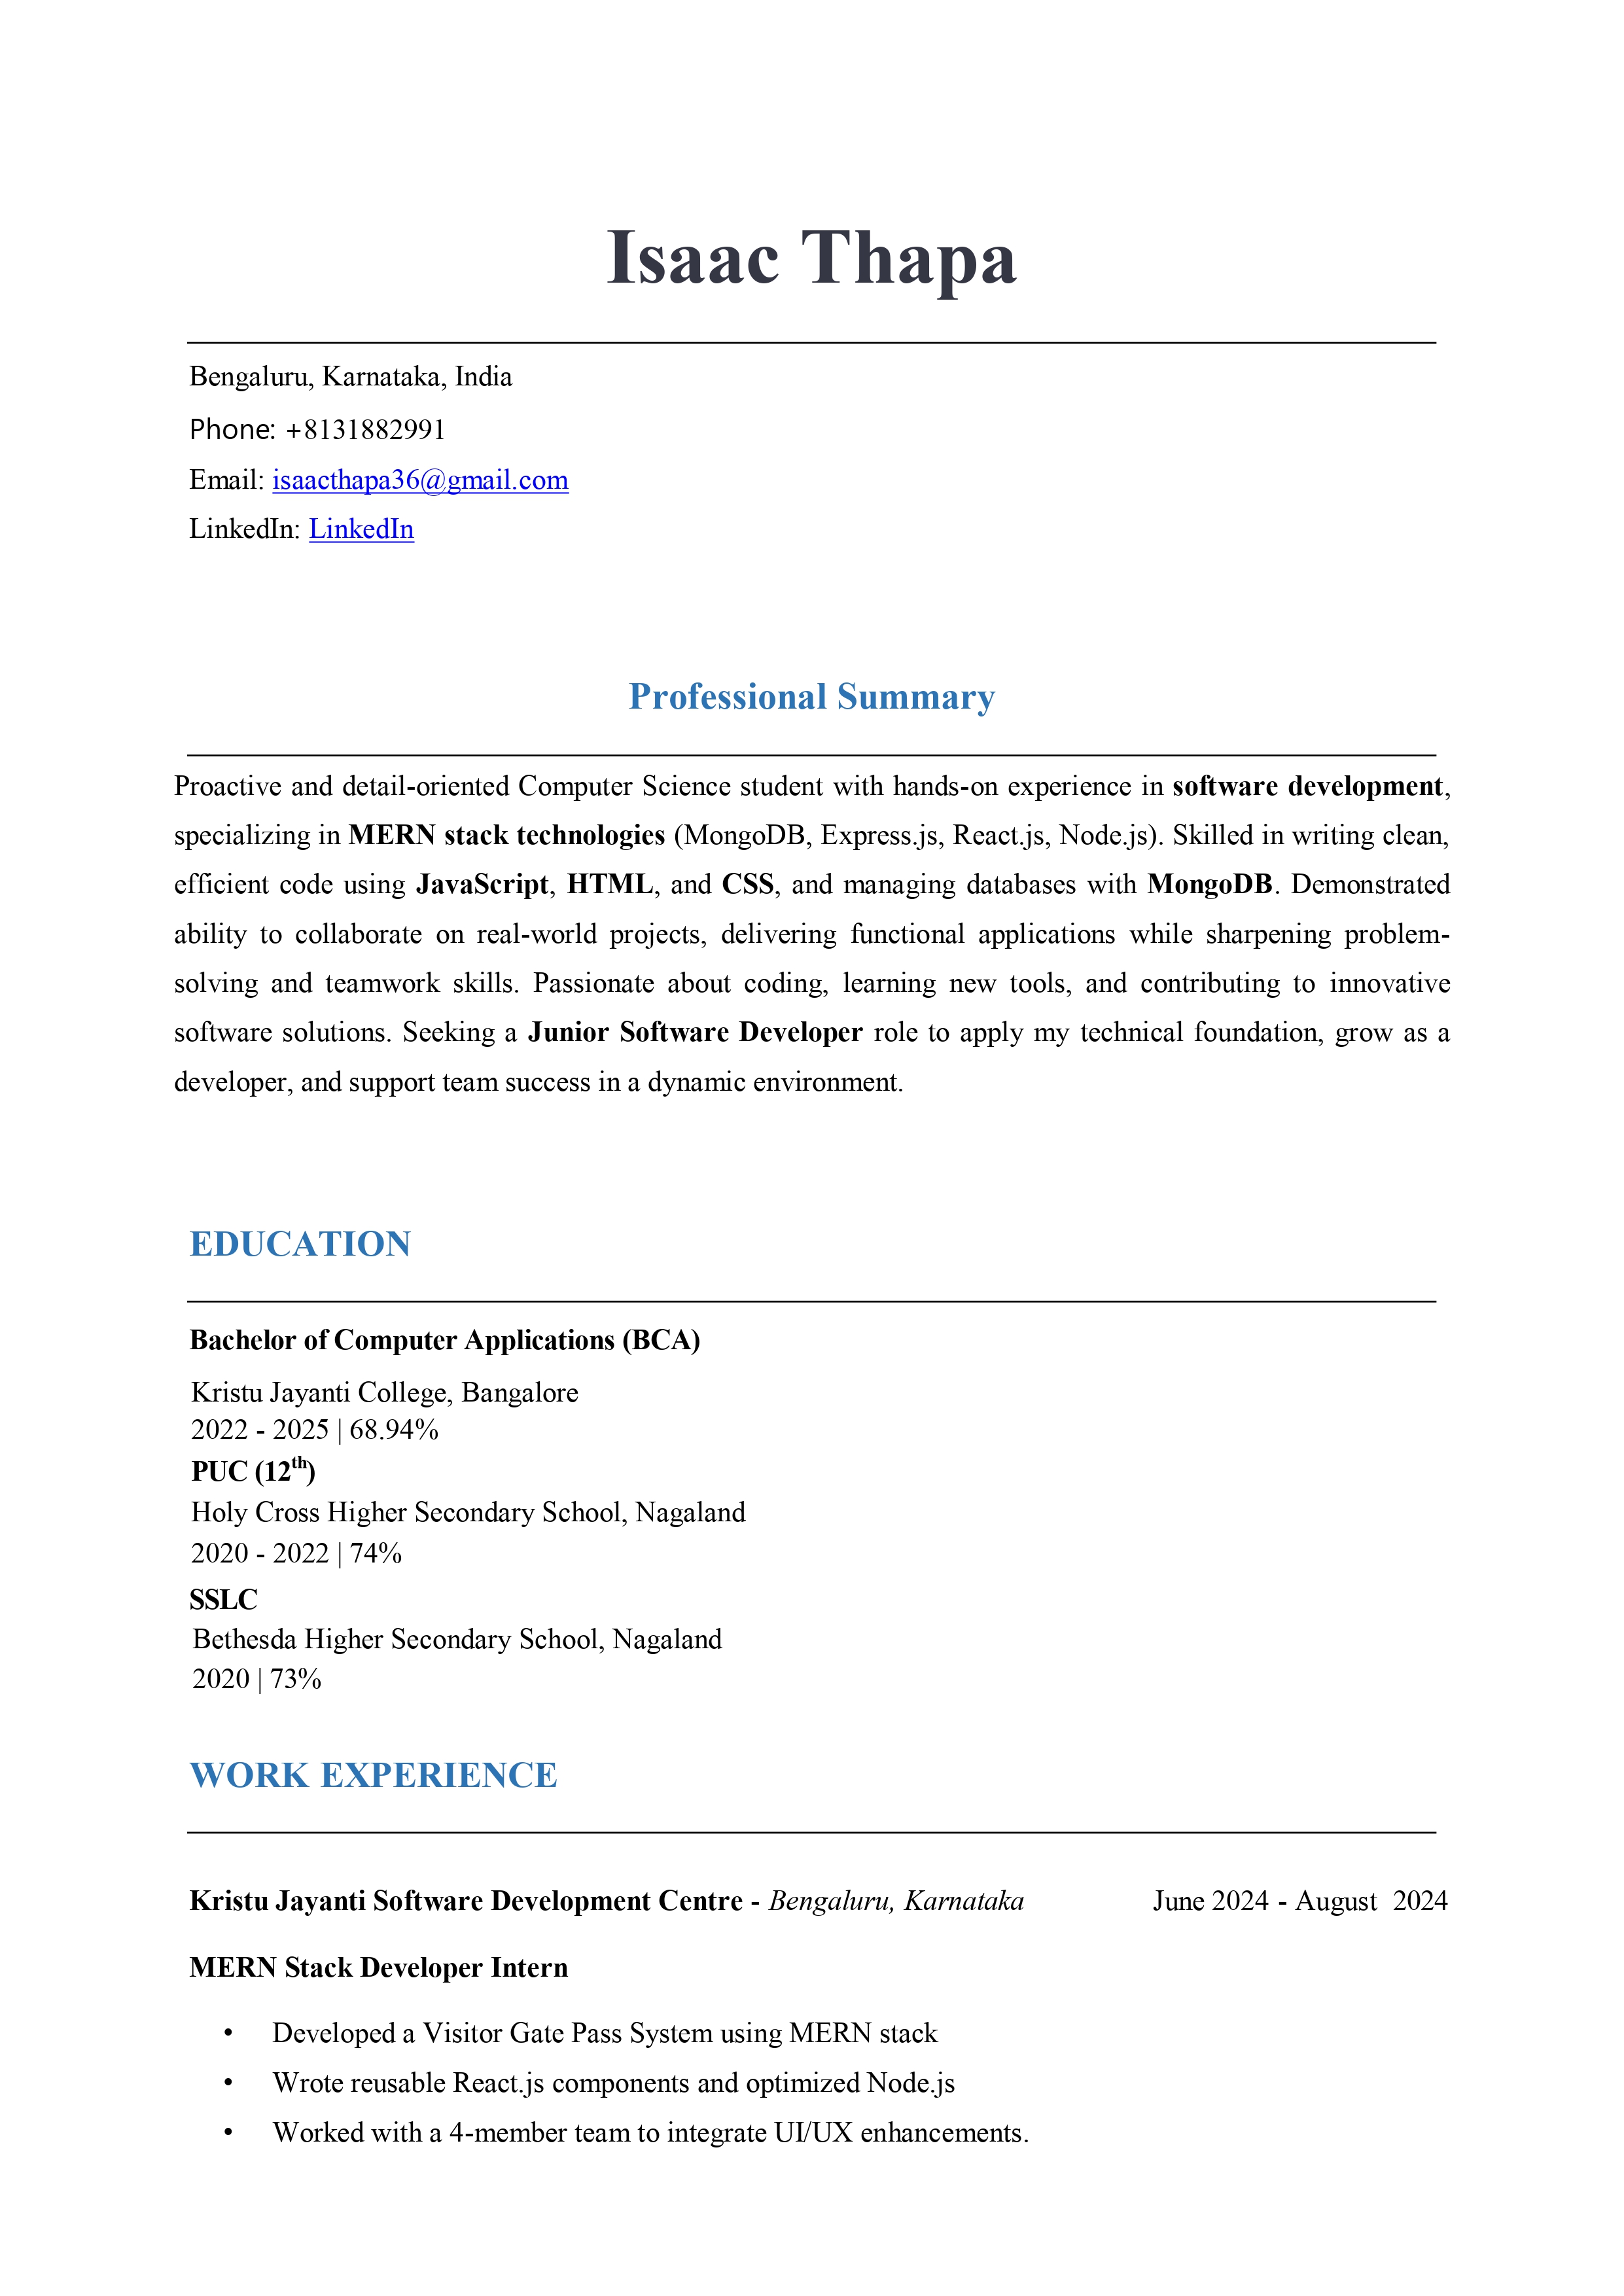 Isaac Thapa
Bengaluru, Karnataka, India
Phone: +8131882991
Email: isaacthapa36@gmail.com
LinkedIn: LinkedIn
Professional Summary
Proactive and detail-oriented Computer Science student with hands-on experience in software development,
specializing in MERN stack technologies (MongoDB, Express.js, React.js, Node.js). Skilled in writing clean,
efficient code using JavaScript, HTML, and CSS, and managing databases with MongoDB. Demonstrated
ability to collaborate on real-world projects, delivering functional applications while sharpening problem-
solving and teamwork skills. Passionate about coding, learning new tools, and contributing to innovative
software solutions. Seeking a Junior Software Developer role to apply my technical foundation, grow as a
developer, and support team success in a dynamic environment.
EDUCATION
Bachelor of Computer Applications (BCA)
Kristu Jayanti College, Bangalore
2022 - 2025 | 68.94%
PUC (12th)
Holy Cross Higher Secondary School, Nagaland
2020 - 2022 | 74%
SSLC
Bethesda Higher Secondary School, Nagaland
2020 | 73%
WORK EXPERIENCE
Kristu Jayanti Software Development Centre - Bengaluru, Karnataka June 2024 - August 2024
MERN Stack Developer Intern
• Developed a Visitor Gate Pass System using MERN stack
• Wrote reusable React.js components and optimized Node.js
• Worked with a 4-member team to integrate UI/UX enhancements.